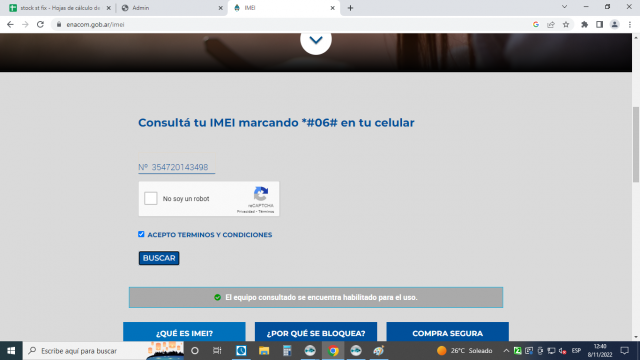 stock st fix - Hojas de cálculo de
Admin
IMEI
enacom.gob.ar/imei
Consultá tu IMEI marcando *#06# en tu celular
Nº 354720143498
No soy un robot
reCAPTCHA
Privacidad - Términos
ACEPTO TERMINOS Y CONDICIONES
BUSCAR
El equipo consultado se encuentra habilitado para el uso.
¿QUÉ ES IMEI?
¿POR QUÉ SE BLOQUEA?
COMPRA SEGURA
Escribe aquí para buscar
26°C Soleado
ESP
12:40
8/11/2022